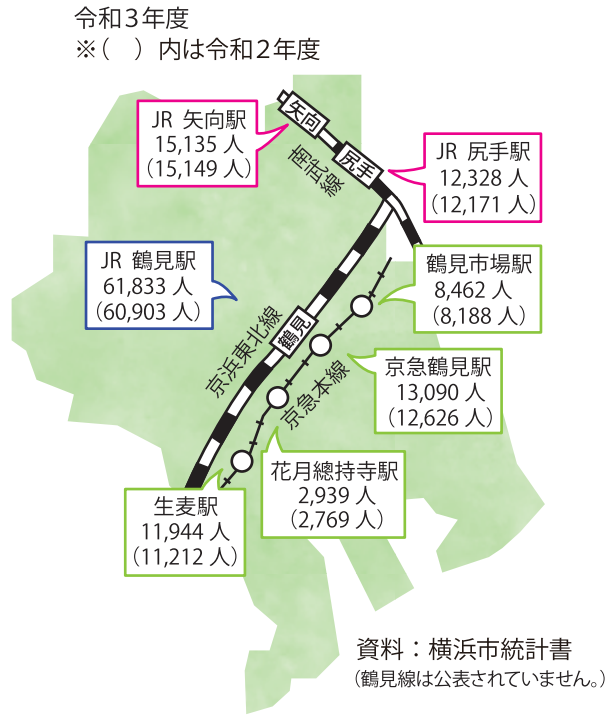 令和３年度
※（　）内は令和２年度
矢向
JR 矢向駅
15,135 人
（15,149 人）
尻手
JR 尻手駅
12,328 人
（12,171 人）
南武線
JR 鶴見駅
61,833 人
（60,903 人）
鶴見市場駅
8,462 人
（8,188 人）
鶴見
京浜東北線
京急本線
京急鶴見駅
13,090 人
（12,626 人）
花月總持寺駅
2,939 人
（2,769 人）
生麦駅
11,944 人
（11,212 人）
資料：横浜市統計書
（鶴見線は公表されていません。）